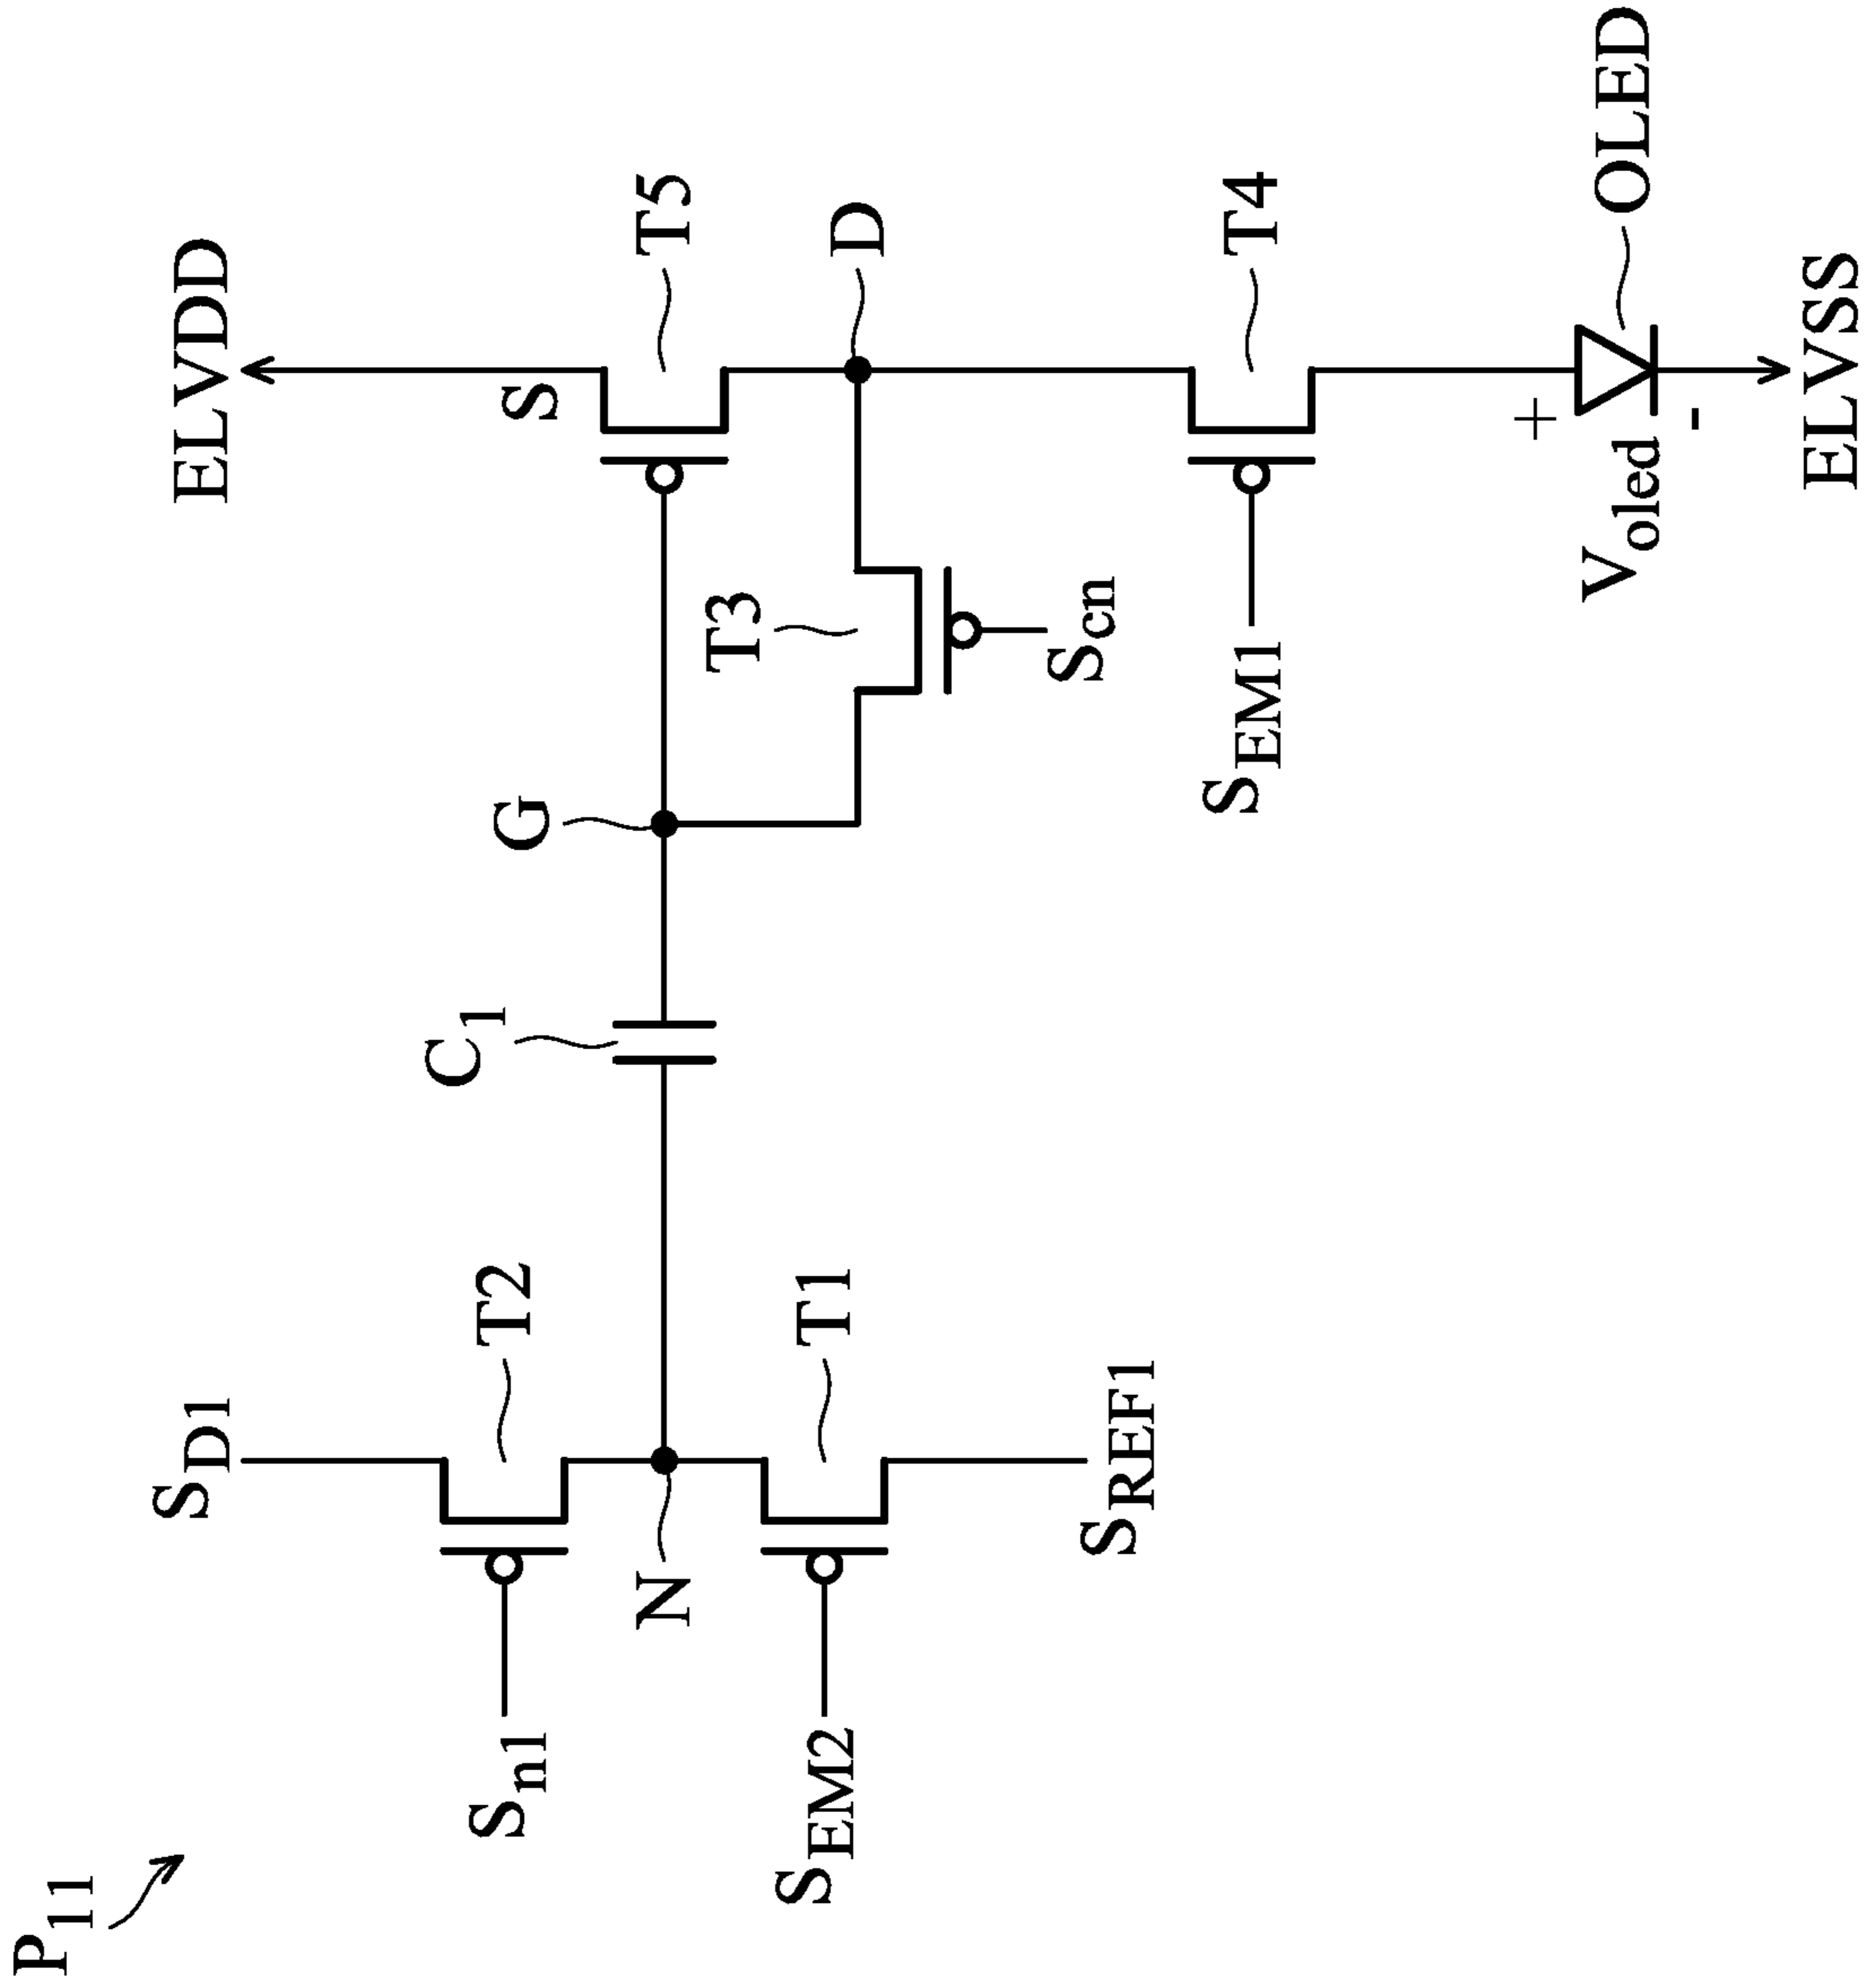 P11
SD1
Sn1
T2
N
SEM2
T1
SREF1
C1
G
T3
Scn
ELVDD
S
T5
D
SEM1
T4
+
Voled
-
OLED
ELVSS